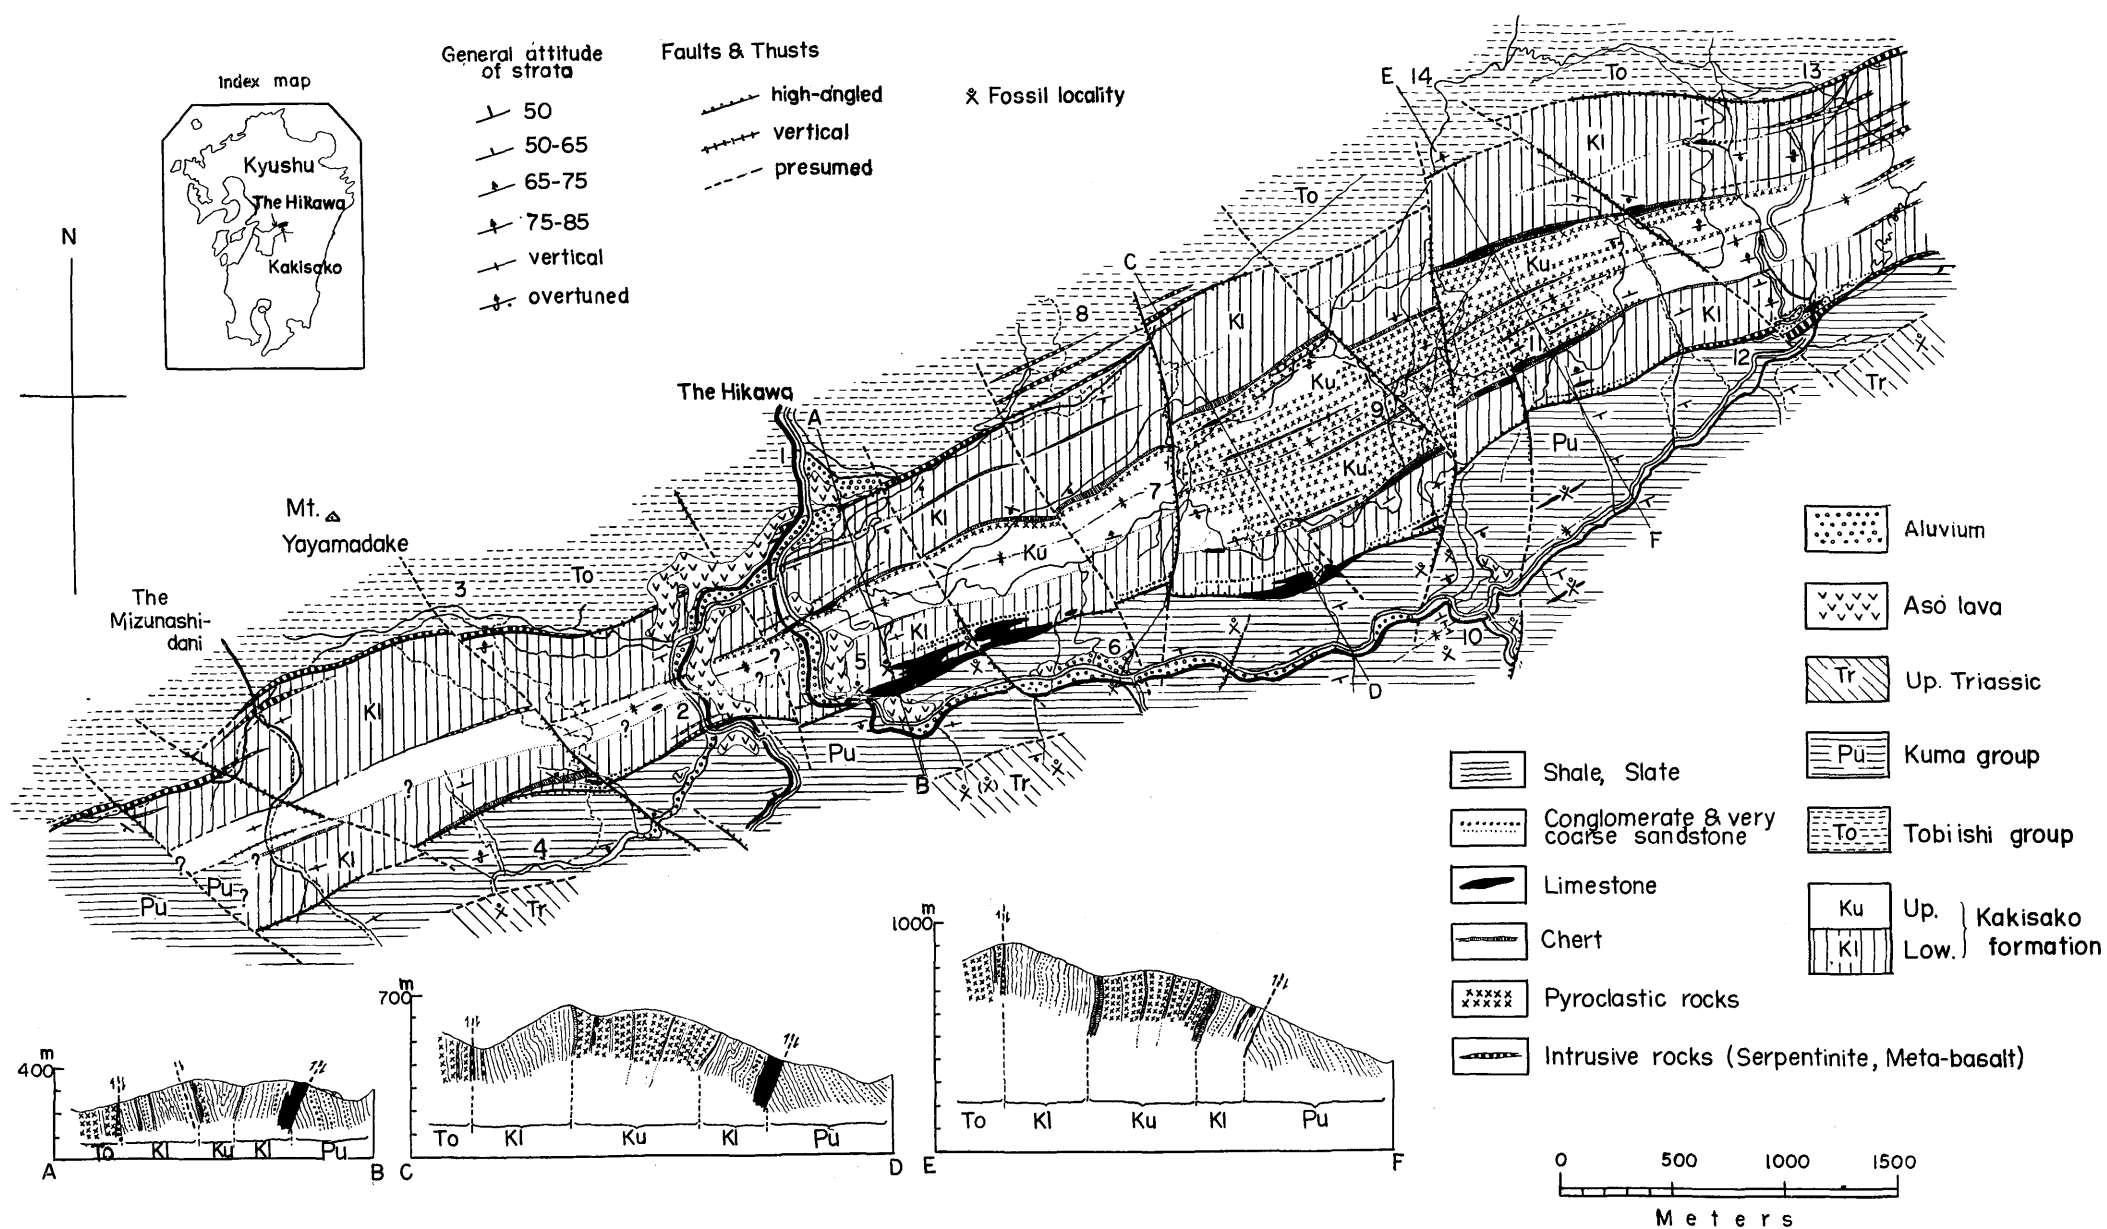 Index map
Kyushu
The Hikawa
Kakisako
N
General attitude
of strata
50
50-65
65-75
75-85
vertical
overtuned
Faults & Thusts
high-angled
vertical
presumed
Fossil locality
E 14
To
13
Kl
To
C
8
Kl
Ku
Kl
11
12
Tr
Ku
9
Ku
Pu
F
The Hikawa
A
1
Kl
7
Ku
Mt.
Yayamadake
The
Mizunashi-
dani
3
To
Kl
5
6
10
D
Kl
?
?
?
2
Pu
B
Tr
?
?
?
Kl
Pu
Pu
4
Tr
Aluvium
Aso lava
Tr
Up. Triassic
Pu
Kuma group
To
Tobiishi group
Ku
Up.
Kl
Low.
Kakisako
formation
Shale, Slate
Conglomerate & very
coarse sandstone
Limestone
Chert
Pyroclastic rocks
Intrusive rocks (Serpentinite, Meta-basalt)
m
400
To Kl Ku Kl Pu
A B
m
700
To Kl Ku Kl Pu
C D
m
1000
To Kl Ku Kl Pu
E F
0 500 1000 1500
Meters